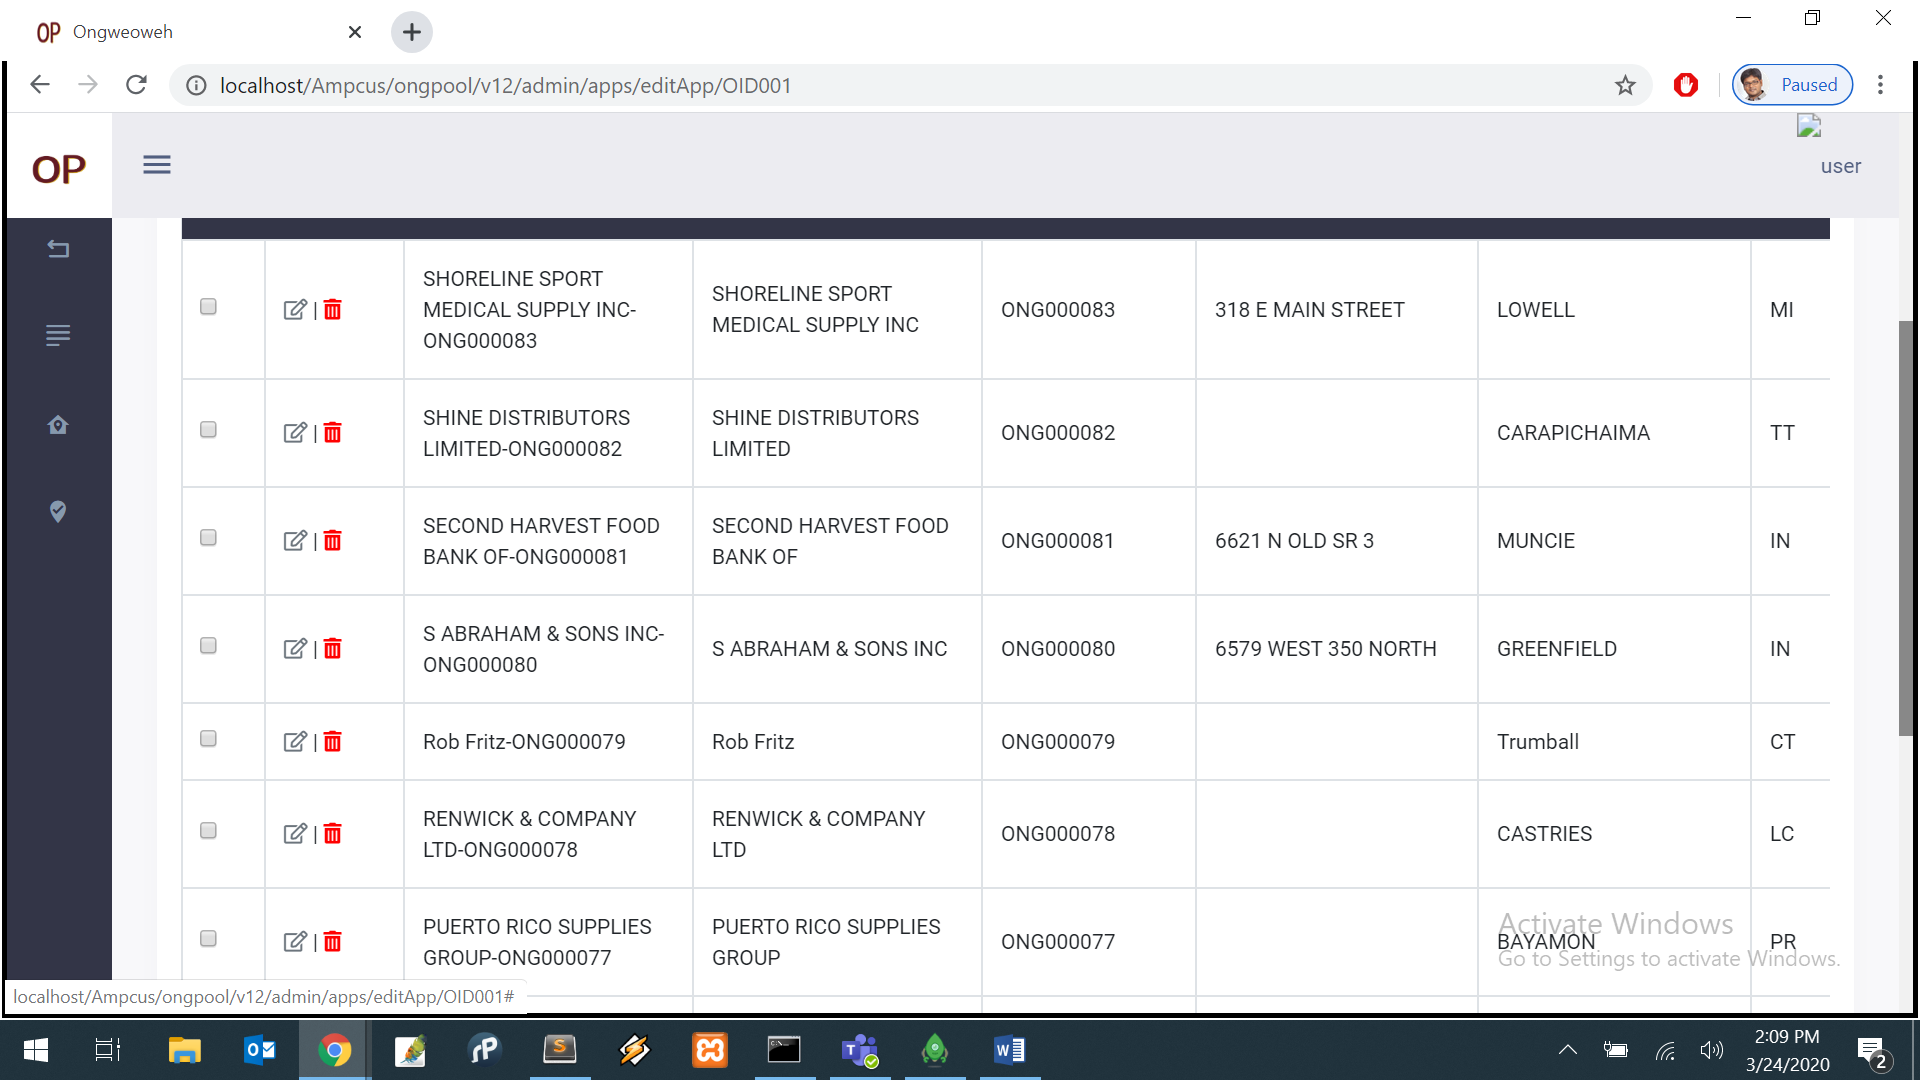 OP Ongweoweh
localhost/Ampcus/ongpool/v12/admin/apps/editApp/OID001
Paused
OP
user
SHORELINE SPORT
MEDICAL SUPPLY INC-
ONG000083
SHORELINE SPORT
MEDICAL SUPPLY INC
ONG000083
318 E MAIN STREET
LOWELL
MI
|
SHINE DISTRIBUTORS
LIMITED-ONG000082
SHINE DISTRIBUTORS
LIMITED
ONG000082
CARAPICHAIMA
TT
|
SECOND HARVEST FOOD
BANK OF-ONG000081
SECOND HARVEST FOOD
BANK OF
ONG000081
6621 N OLD SR 3
MUNCIE
IN
|
S ABRAHAM & SONS INC-
ONG000080
S ABRAHAM & SONS INC
ONG000080
6579 WEST 350 NORTH
GREENFIELD
IN
|
Rob Fritz-ONG000079
Rob Fritz
ONG000079
Trumball
CT
|
RENWICK & COMPANY
LTD-ONG000078
RENWICK & COMPANY
LTD
ONG000078
CASTRIES
LC
|
PUERTO RICO SUPPLIES
GROUP-ONG000077
PUERTO RICO SUPPLIES
GROUP
ONG000077
BAYAMON
PR
|
Activate Windows
Go to Settings to activate Windows.
localhost/Ampcus/ongpool/v12/admin/apps/editApp/OID001#
2:09 PM
3/24/2020
2